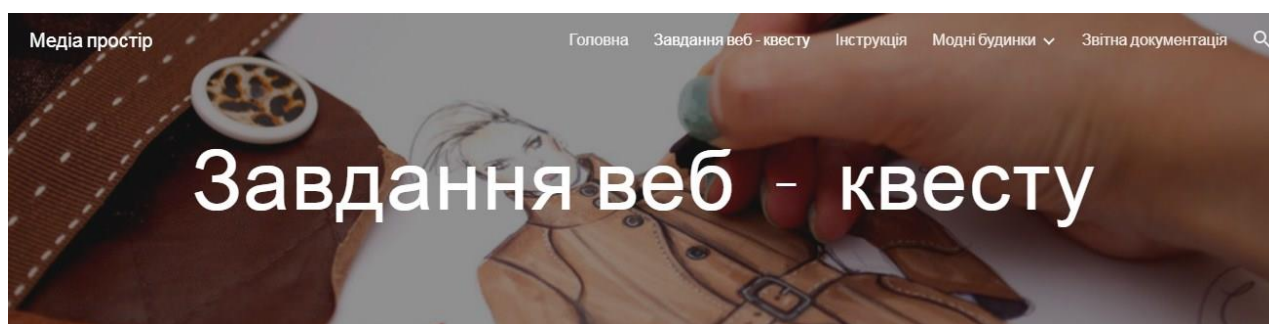 Медіа простір Головна Завдання веб - квесту Інструкція Модні будинки Звітна документація
Завдання веб - квесту